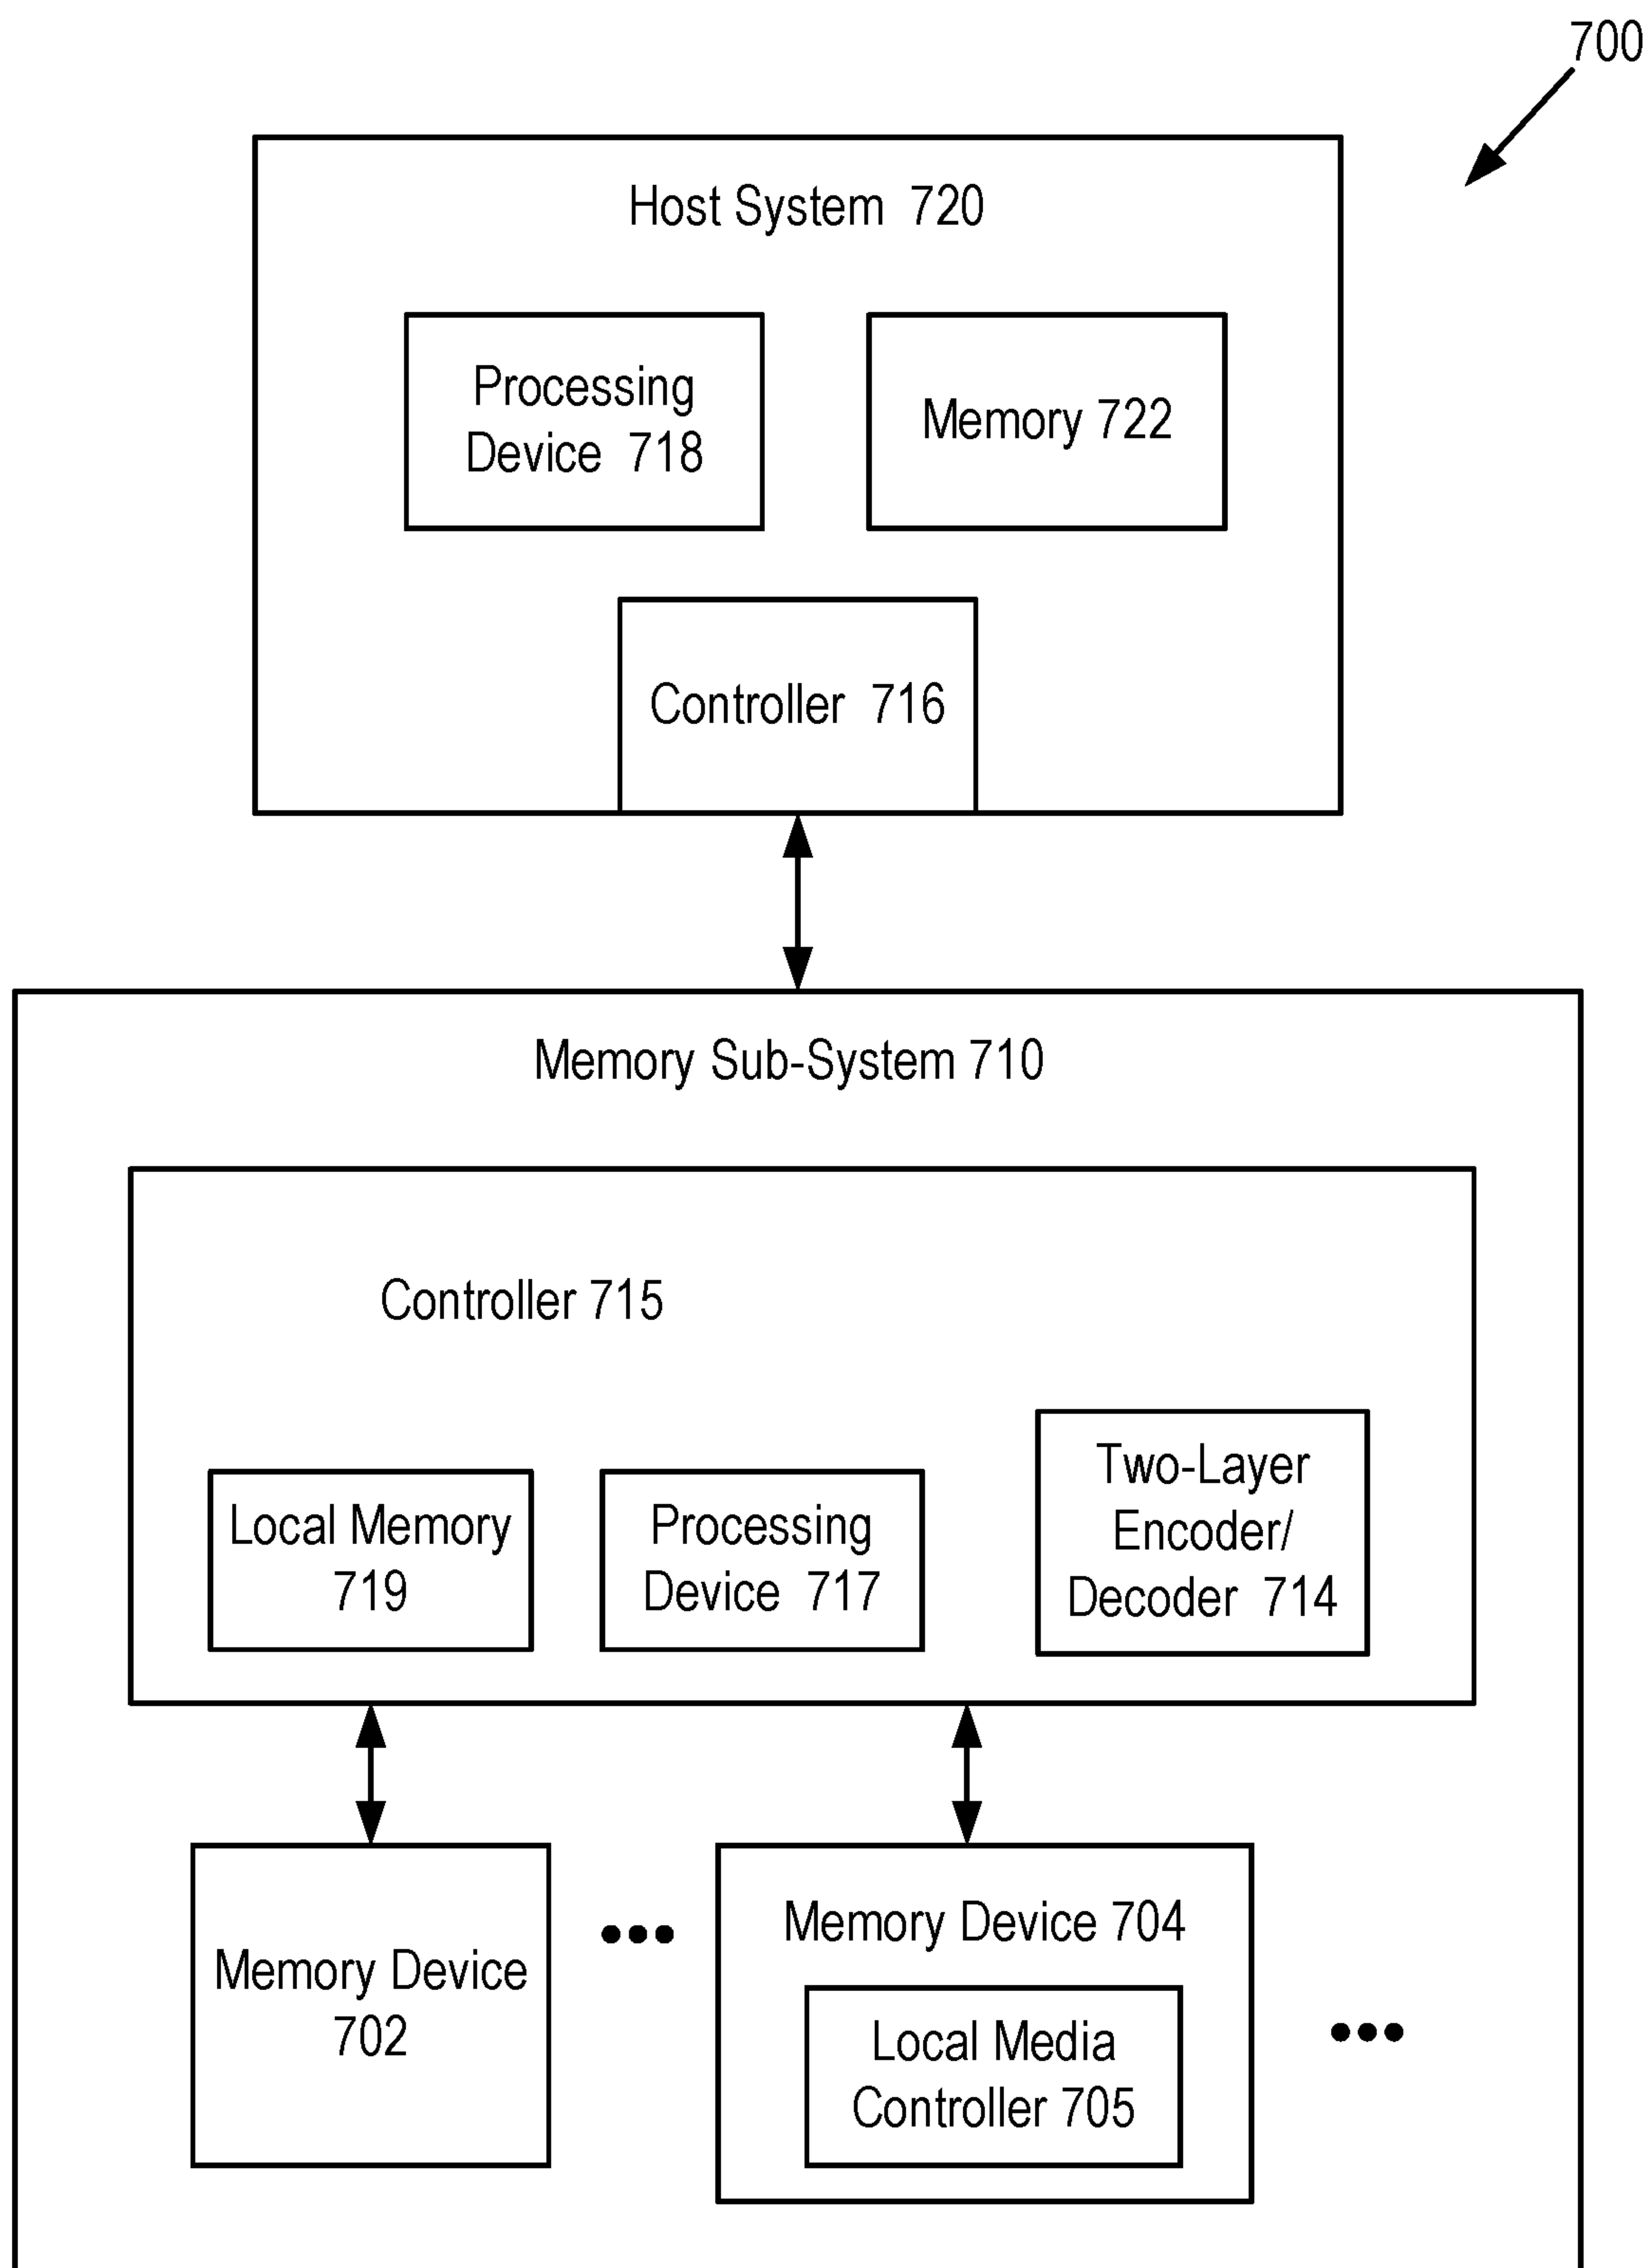 700
Host System 720
Processing
Device 718
Memory 722
Controller 716
Memory Sub-System 710
Controller 715
Local Memory
719
Processing
Device 717
Two-Layer
Encoder/
Decoder 714
Memory Device
702
•••
Memory Device 704
Local Media
Controller 705
•••